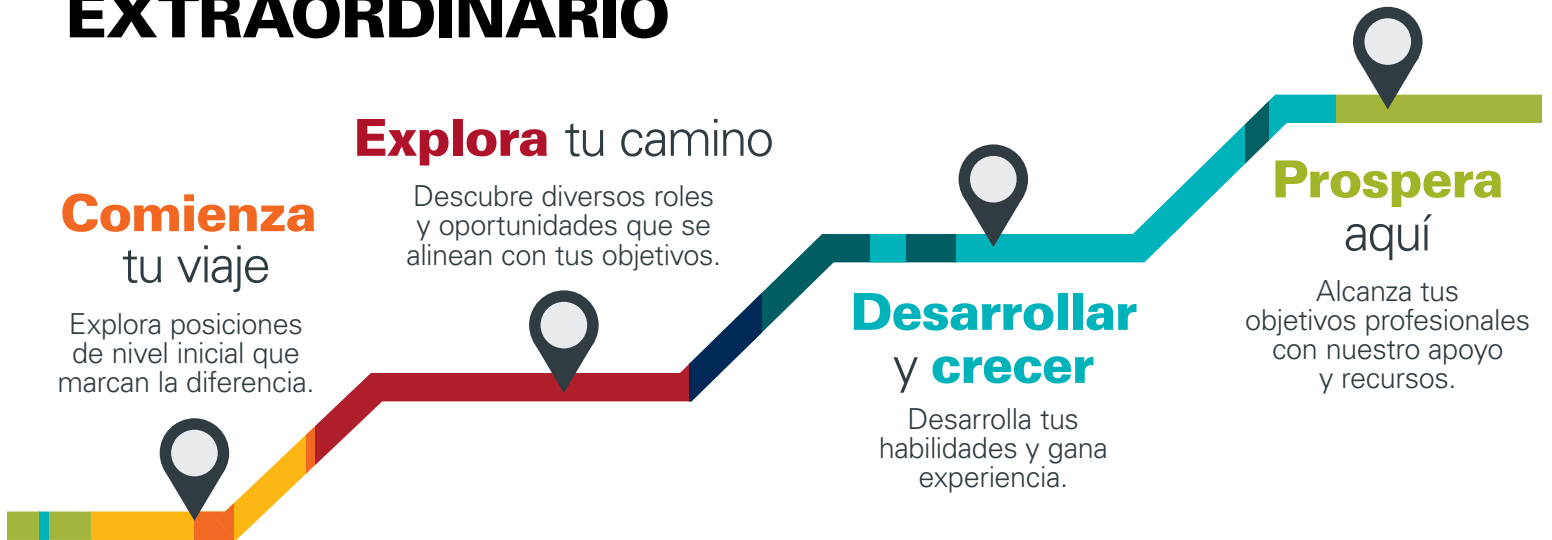 EXTRAORDINARIO
Comienza
tu viaje
Explora posiciones
de nivel inicial que
marcan la diferencia.
Explora tu camino
Descubre diversos roles
y oportunidades que se
alinean con tus objetivos.
Desarrollar
y crecer
Desarrolla tus
habilidades y gana
experiencia.
Prospera
aquí
Alcanza tus
objetivos profesionales
con nuestro apoyo
y recursos.